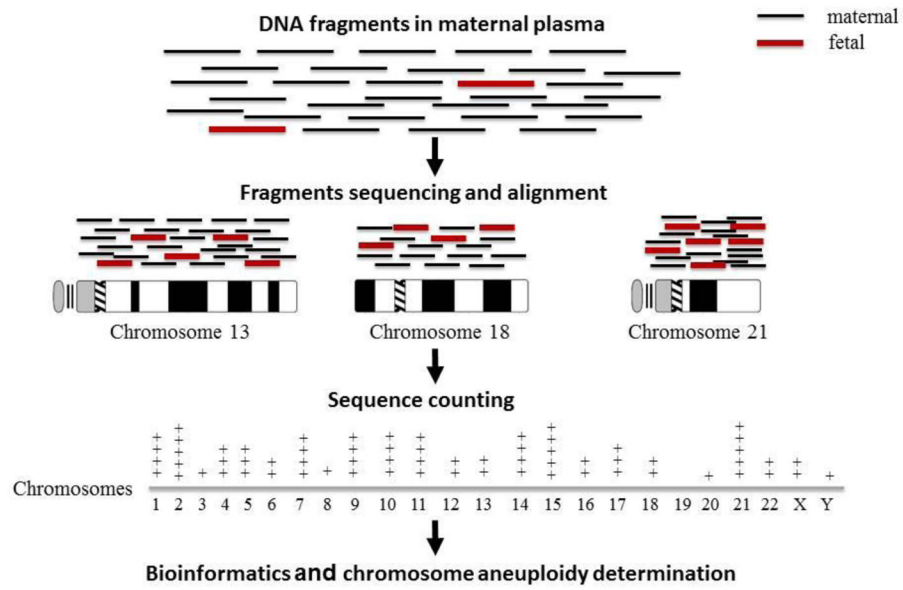 DNA fragments in maternal plasma
maternal
fetal
Fragments sequencing and alignment
Chromosome 13
Chromosome 18
Chromosome 21
Sequence counting
Chromosomes
1 2 3 4 5 6 7 8 9 10 11 12 13 14 15 16 17 18 19 20 21 22 X Y
Bioinformatics and chromosome aneuploidy determination